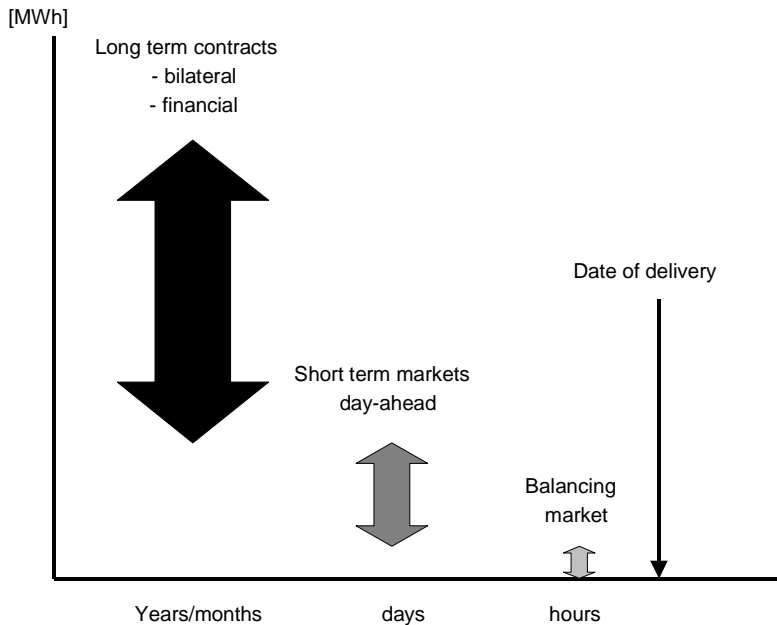 [MWh]
Long term contracts
- bilateral
- financial
Date of delivery
Short term markets
day-ahead
Balancing
market
Years/months
days
hours